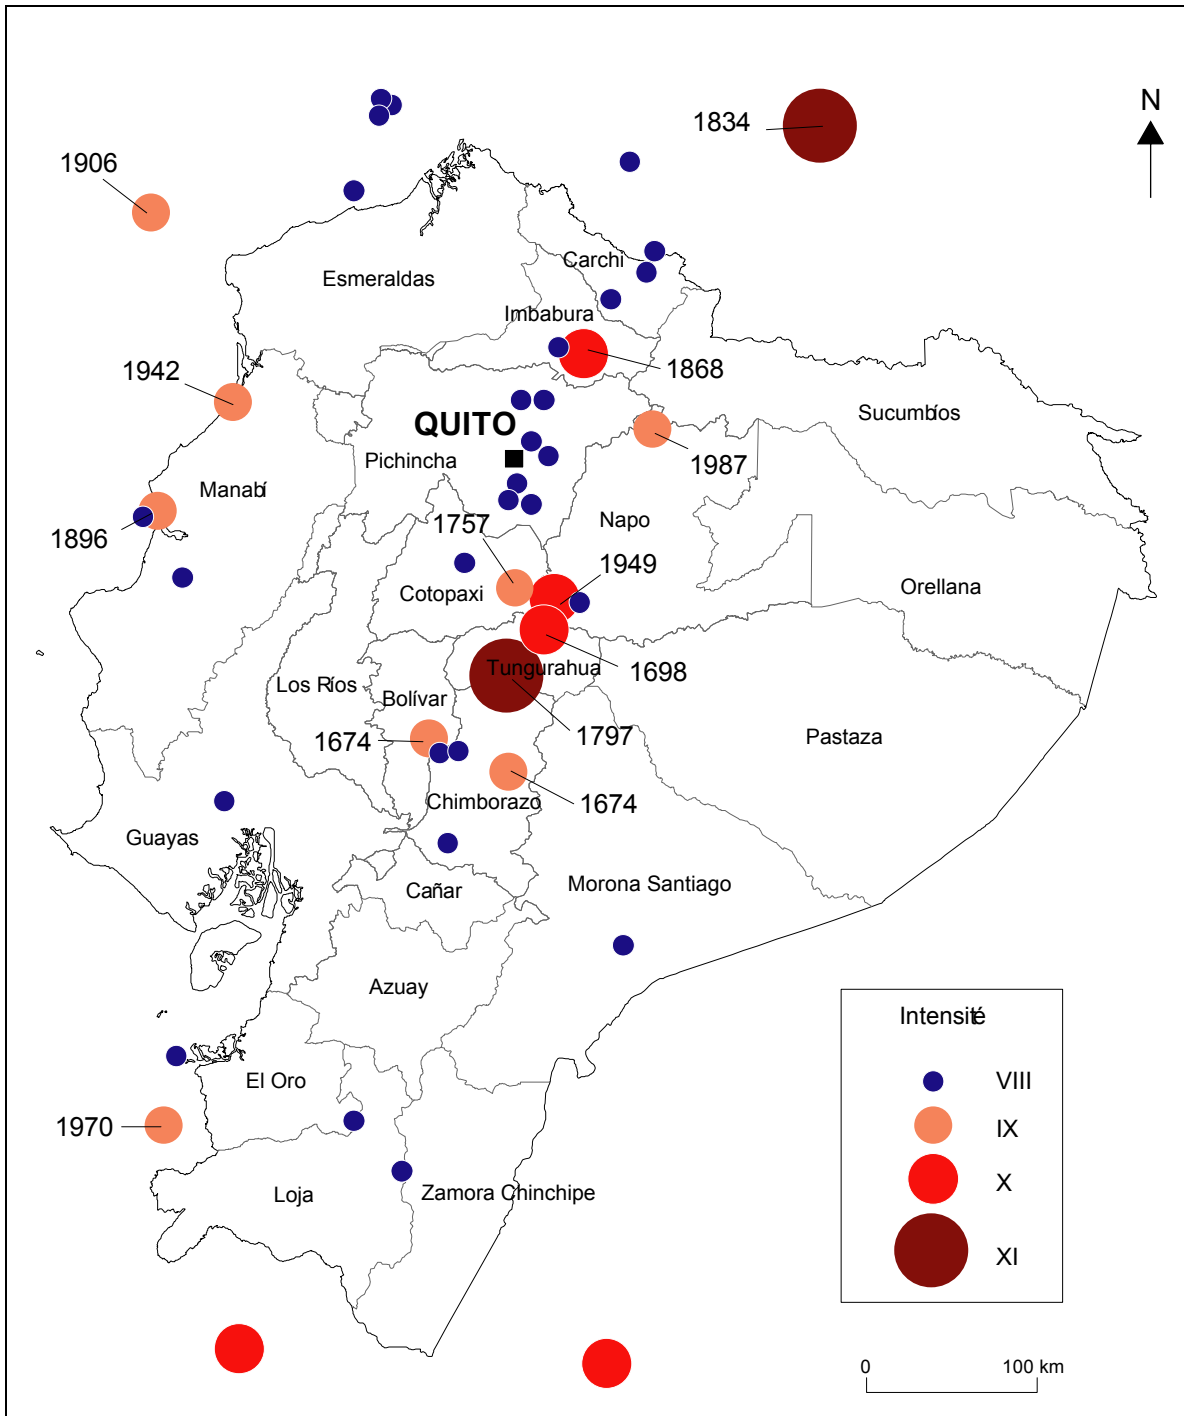 N
1834
1906
Carchi
Esmeraldas
Imbabura
1942
1868
Sucumbíos
QUITO
Pichincha
1987
Manabí
1757
Napo
1896
1949
Cotopaxi
Orellana
Tungurahua
1698
Los Ríos
Bolívar
1674
1797
Pastaza
Chimborazo
1674
Guayas
Cañar
Morona Santiago
Azuay
Intensité
El Oro
VIII
1970
IX
X
Loja
Zamora Chinchipe
XI
0 100 km